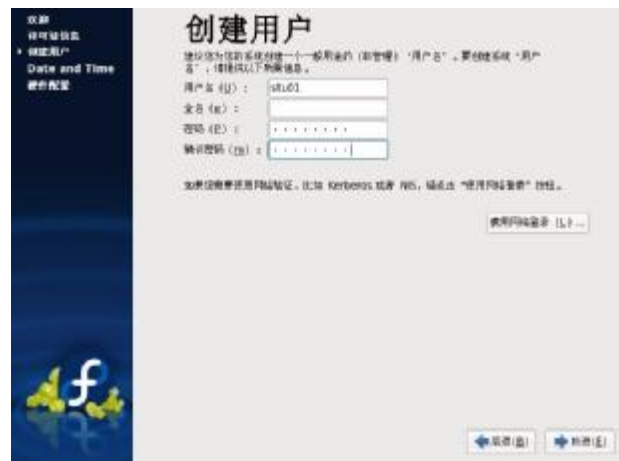 欢迎
许可证信息
创建用户
Date and Time
硬件配置
创建用户
建议您为您的系统创建一个一般用途的（非管理）“用户名”。要创建系统“用户
名”，请提供以下所需信息。
用户名 (U) ：
stu01
全名 (e) ：
密码 (P) ：
确认密码 (m) ：
如果您需要使用网络验证，比如 Kerberos 或者 NIS，请点击“使用网络登录”按钮。
使用网络登录 (L) ...
后退(B)
前进(F)